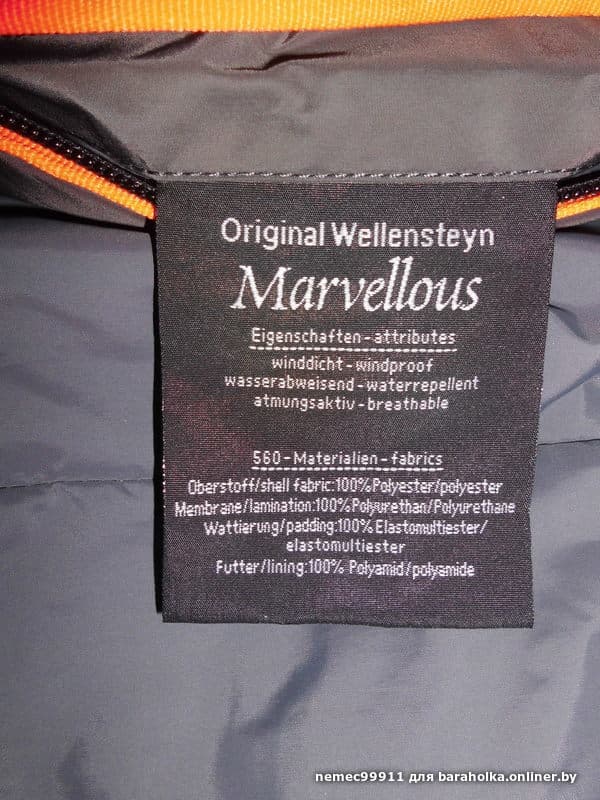 Original Wellensteyn
Marvellous
Eigenschaften-attributes
winddicht-windproof
wasserabweisend-waterrepellent
atmungsaktiv-breathable
560-Materialien-fabrics
Oberstoff/shell fabric:100%Polyester/polyester
Membrane/lamination:100%Polyurethan/Polyurethane
Wattierung/padding:100%Elastomultiester/
elastomultiester
Futter/lining:100% Polyamid/polyamide
nemec99911 для baraholka.onliner.by